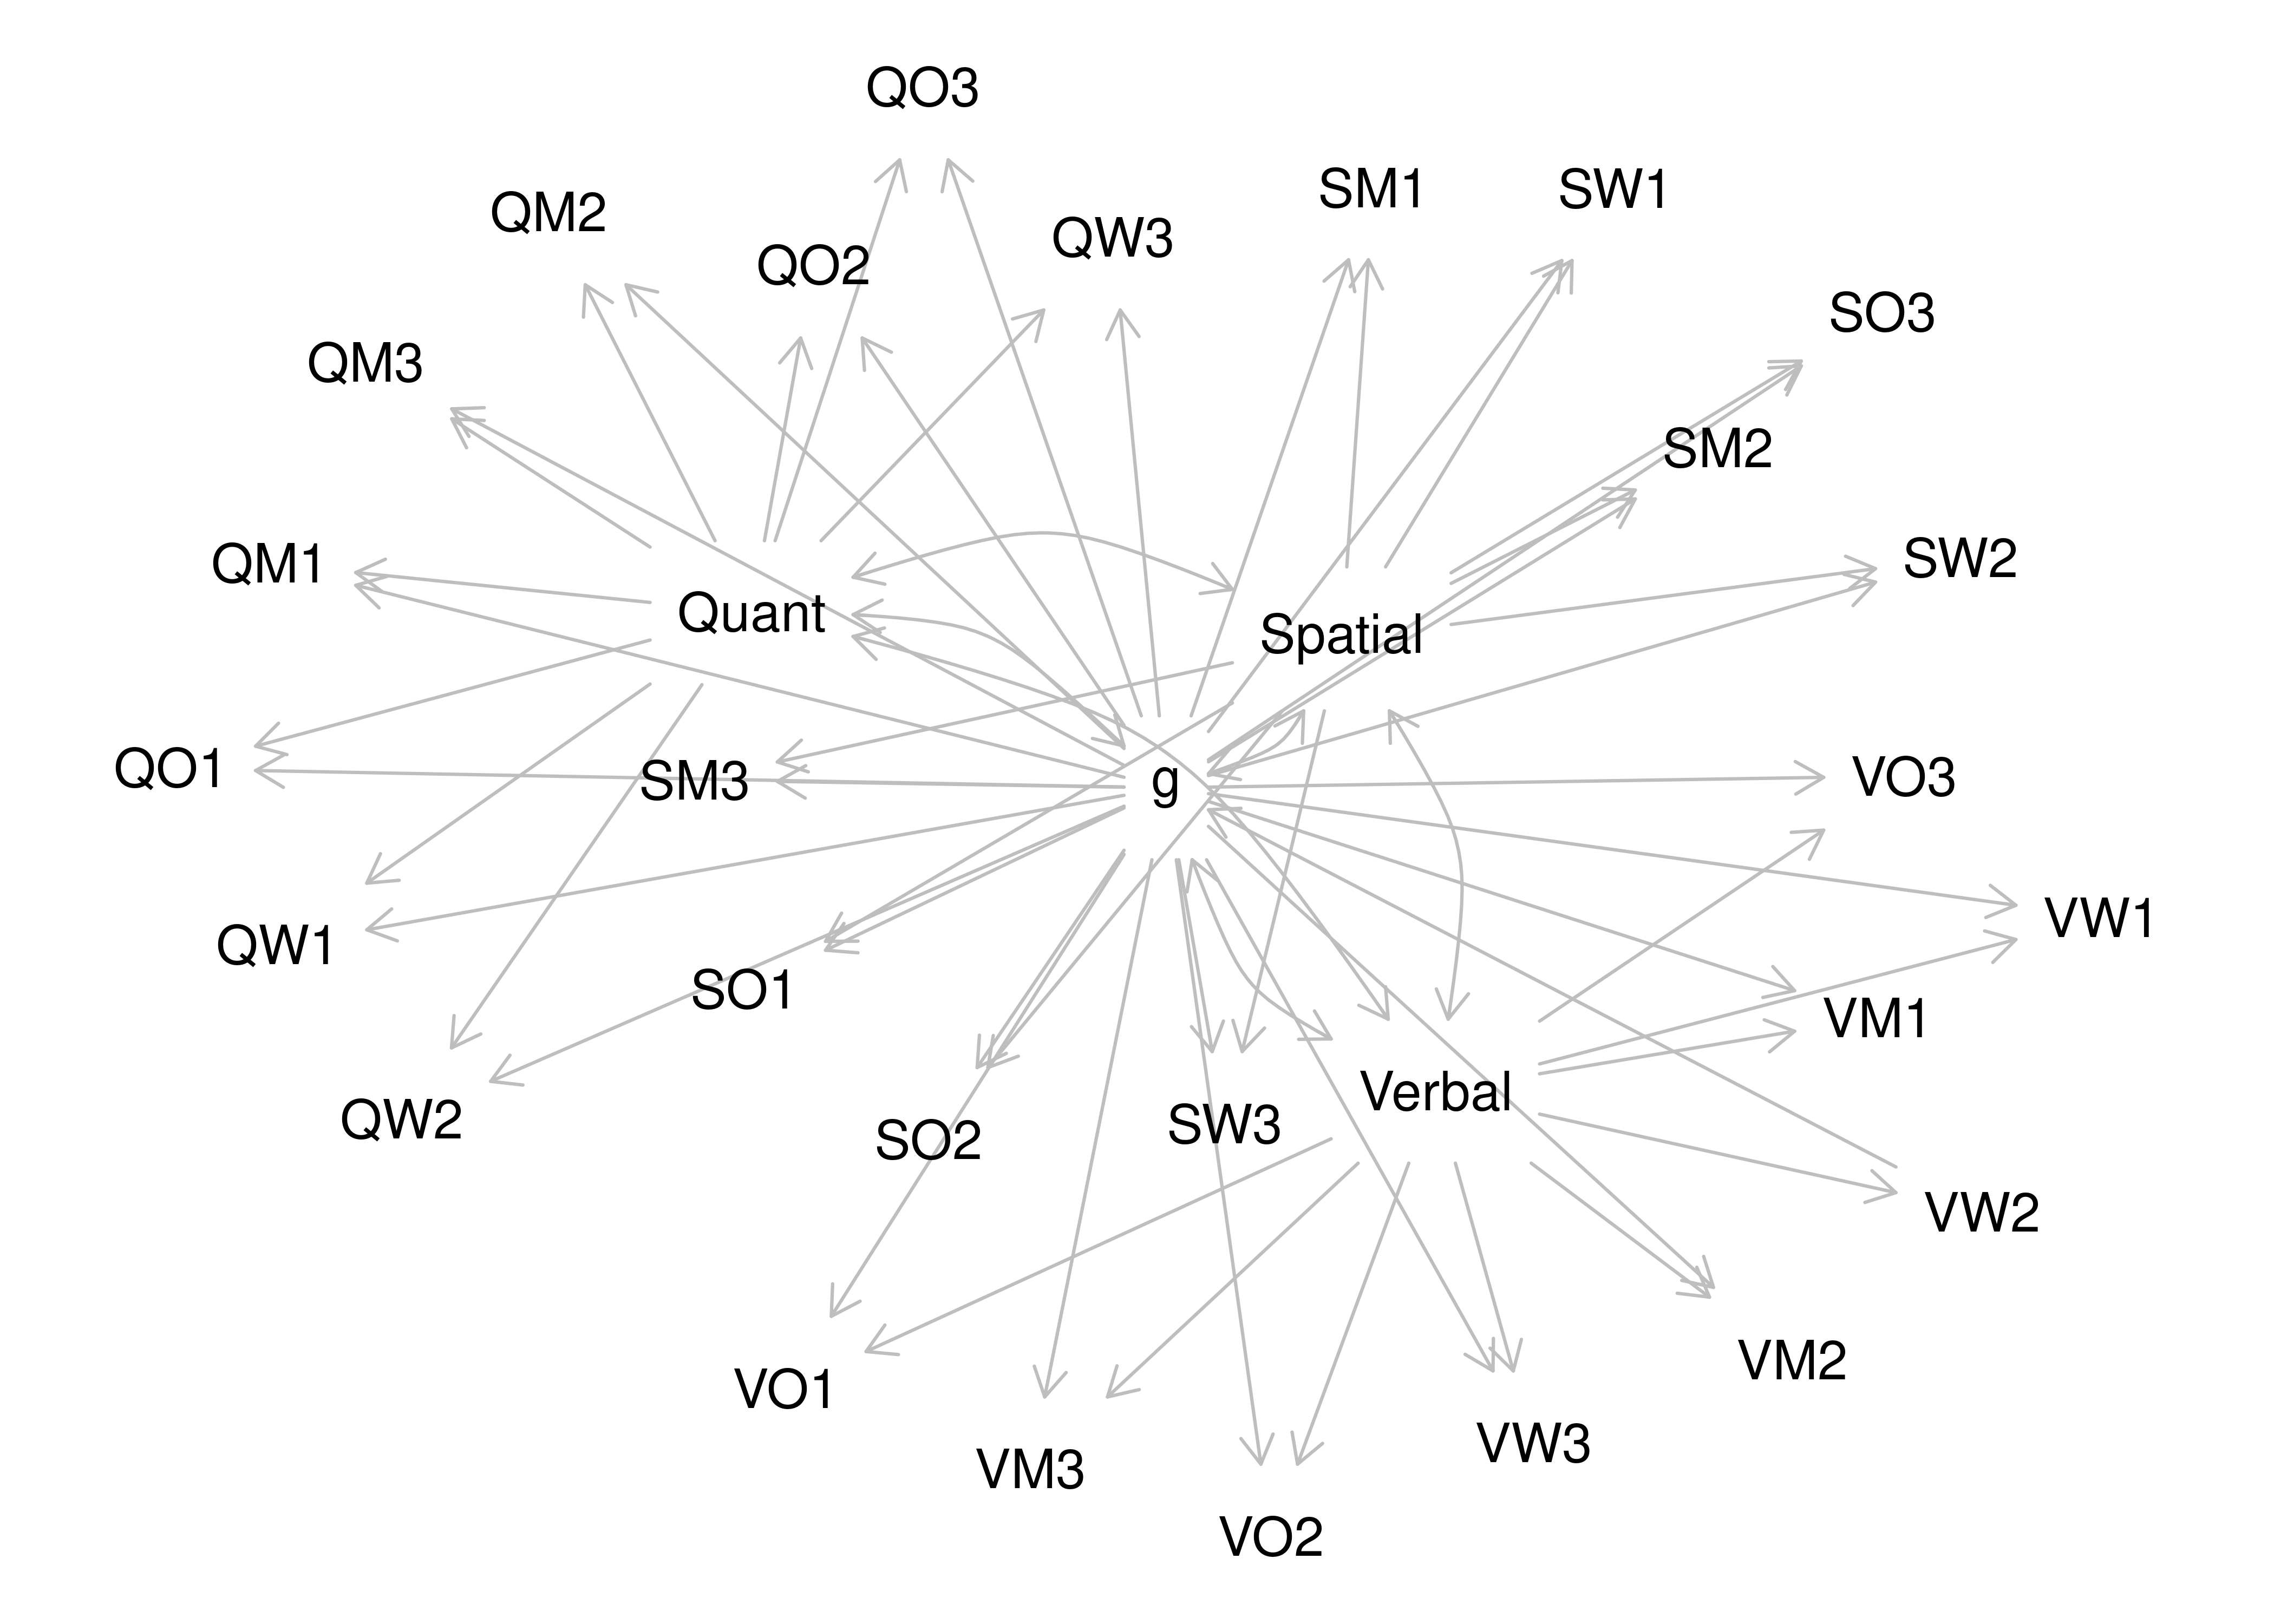 QO3
SM1
SW1
QM2
QW3
QO2
SO3
QM3
SM2
SW2
QM1
Quant
Spatial
QO1
SM3
g
VO3
VW1
QW1
SO1
VM1
Verbal
QW2
SW3
SO2
VW2
VM2
VO1
VW3
VM3
VO2